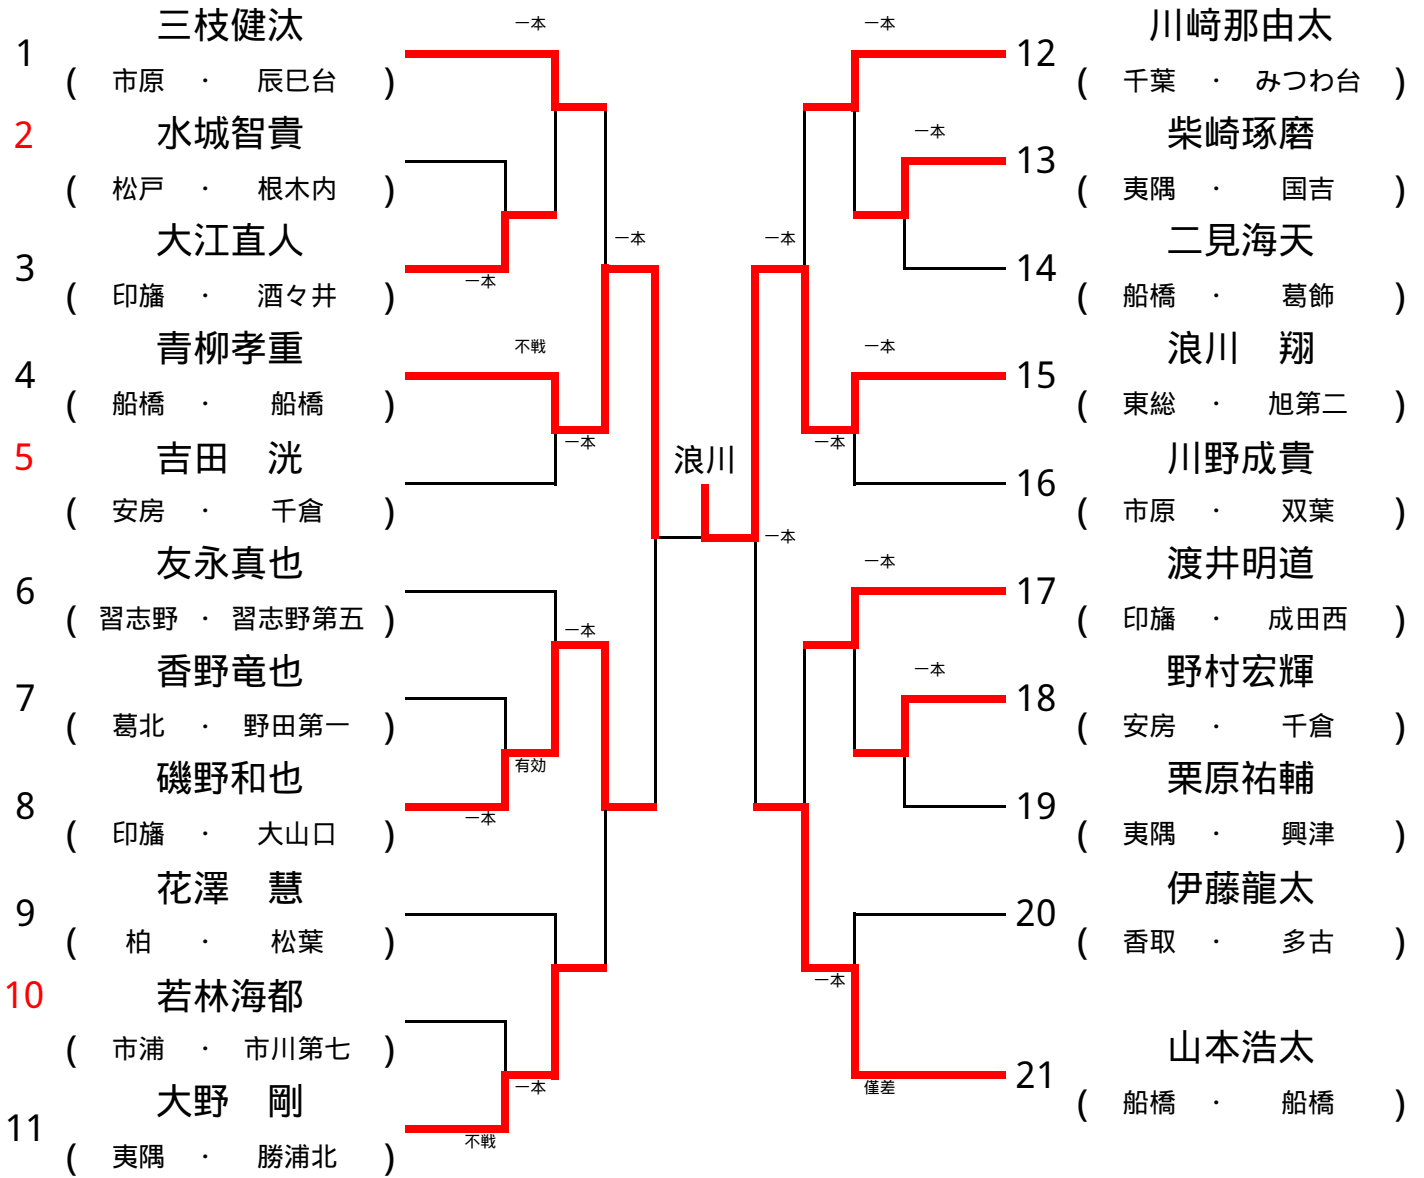 1 三枝健汰
( 市原 ・ 辰巳台 )
2 水城智貴
( 松戸 ・ 根木内 )
3 大江直人
( 印旛 ・ 酒々井 )
4 青柳孝重
( 船橋 ・ 船橋 )
5 吉田 洸
( 安房 ・ 千倉 )
6 友永真也
( 習志野 ・ 習志野第五 )
7 香野竜也
( 葛北 ・ 野田第一 )
8 磯野和也
( 印旛 ・ 大山口 )
9 花澤 慧
( 柏 ・ 松葉 )
10 若林海都
( 市浦 ・ 市川第七 )
11 大野 剛
( 夷隅 ・ 勝浦北 )
一本
一本
一本
不戦
一本
一本
有効
一本
一本
不戦
浪川
一本
一本
一本
一本
一本
一本
一本
一本
一本
僅差
12 川﨑那由太
( 千葉 ・ みつわ台 )
13 柴崎琢磨
( 夷隅 ・ 国吉 )
14 二見海天
( 船橋 ・ 葛飾 )
15 浪川 翔
( 東総 ・ 旭第二 )
16 川野成貴
( 市原 ・ 双葉 )
17 渡井明道
( 印旛 ・ 成田西 )
18 野村宏輝
( 安房 ・ 千倉 )
19 栗原祐輔
( 夷隅 ・ 興津 )
20 伊藤龍太
( 香取 ・ 多古 )
21 山本浩太
( 船橋 ・ 船橋 )